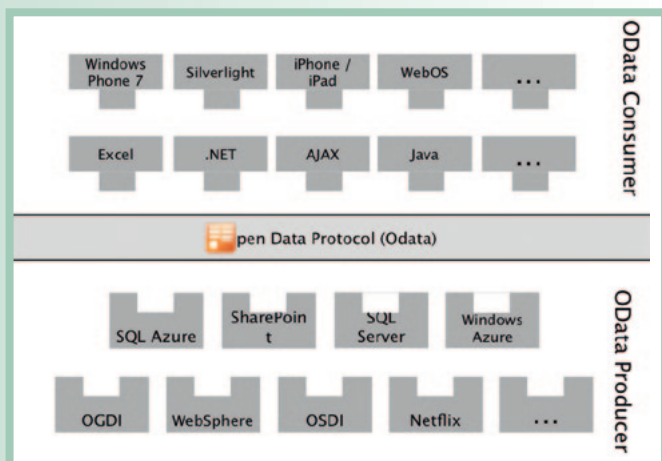 Windows
Phone 7
Silverlight
iPhone /
iPad
WebOS
...
Excel
.NET
AJAX
Java
...
OData Consumer
pen Data Protocol (Odata)
SQL Azure
SharePoin
t
SQL
Server
Windows
Azure
OGDI
WebSphere
OSDI
Netflix
...
OData Producer